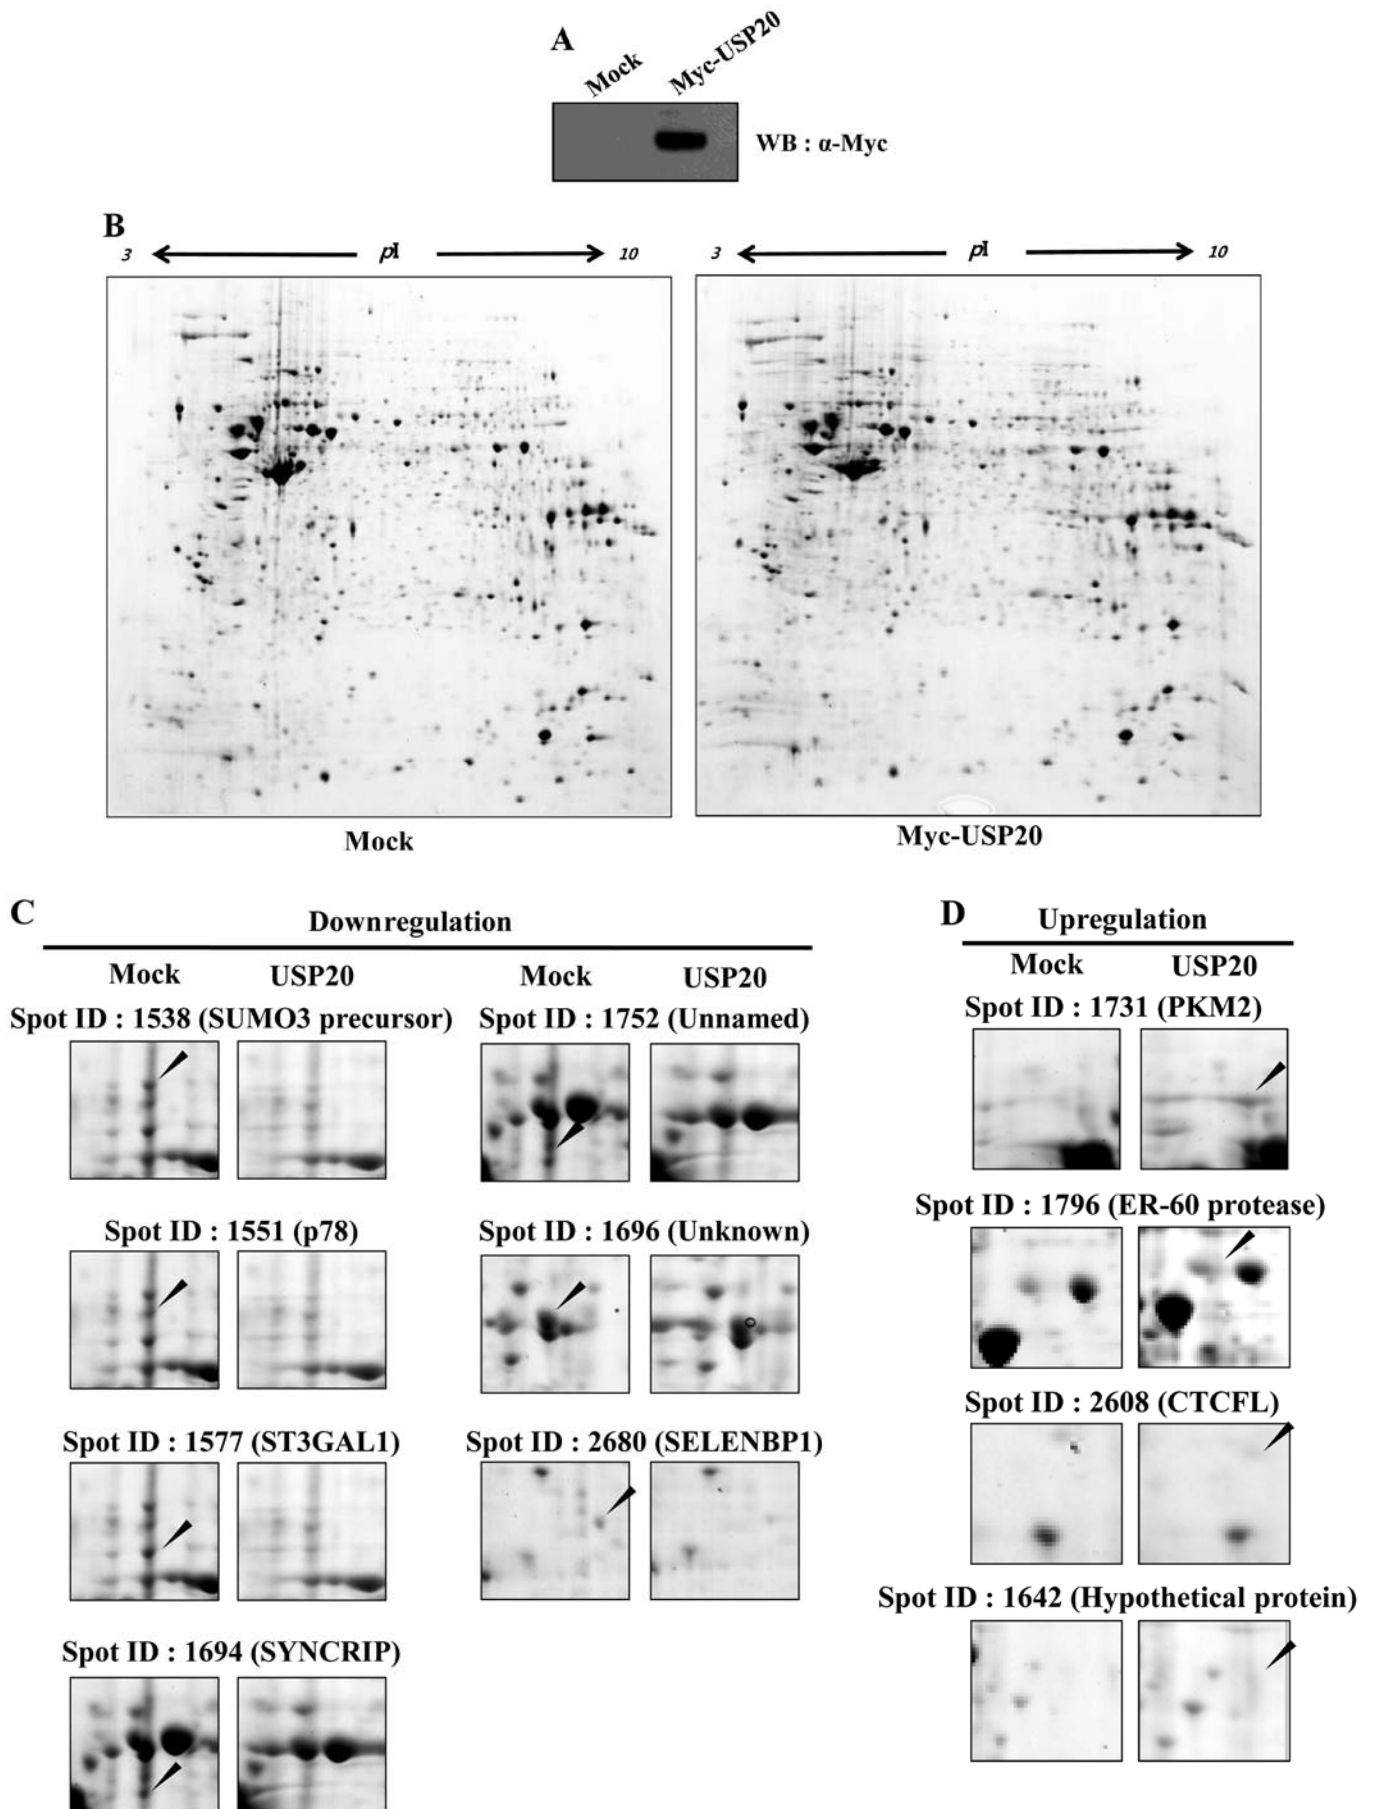 A
Mock
Myc-USP20
WB : α-Myc
B
3 pI 10
3 pI 10
Mock
Myc-USP20
C
Downregulation
Mock USP20
Mock USP20
Spot ID : 1538 (SUMO3 precursor)
Spot ID : 1752 (Unnamed)
Spot ID : 1551 (p78)
Spot ID : 1696 (Unknown)
Spot ID : 1577 (ST3GAL1)
Spot ID : 2680 (SELENBP1)
Spot ID : 1694 (SYNCRIP)
D
Upregulation
Mock USP20
Spot ID : 1731 (PKM2)
Spot ID : 1796 (ER-60 protease)
Spot ID : 2608 (CTCFL)
Spot ID : 1642 (Hypothetical protein)